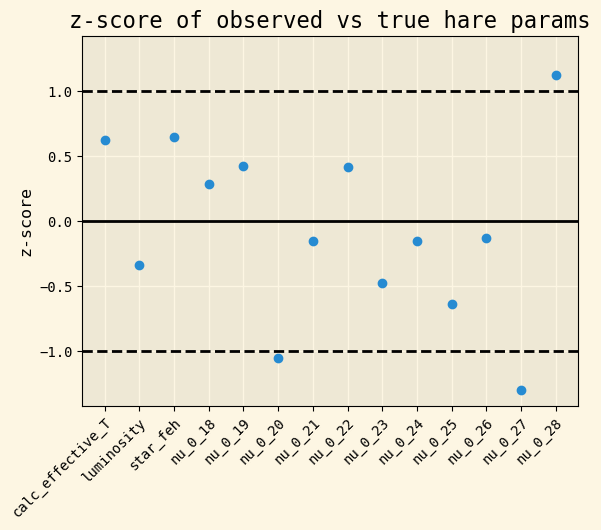 z-score of observed vs true hare params
z-score
1.0
0.5
0.0
−0.5
−1.0
calc_effective_T
luminosity
star_feh
nu_0_18
nu_0_19
nu_0_20
nu_0_21
nu_0_22
nu_0_23
nu_0_24
nu_0_25
nu_0_26
nu_0_27
nu_0_28